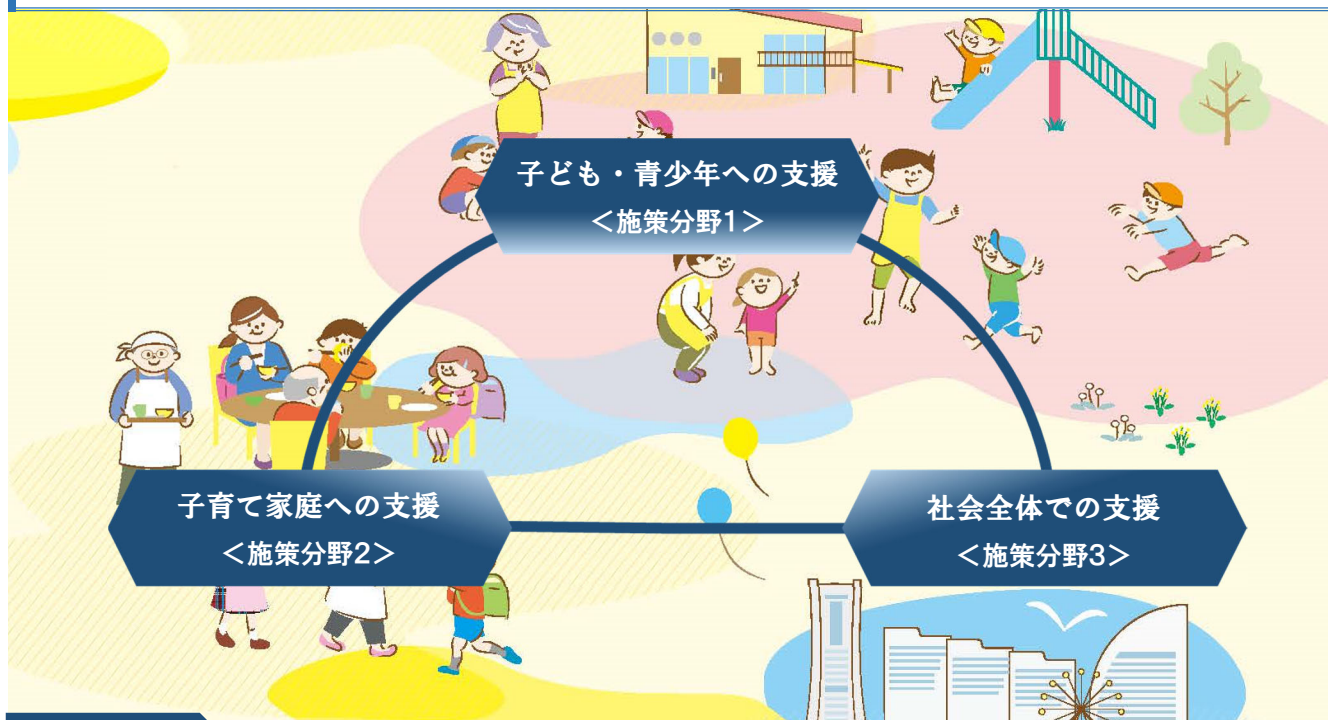 子ども・青少年への支援
＜施策分野1＞
子育て家庭への支援
＜施策分野2＞
社会全体での支援
＜施策分野3＞